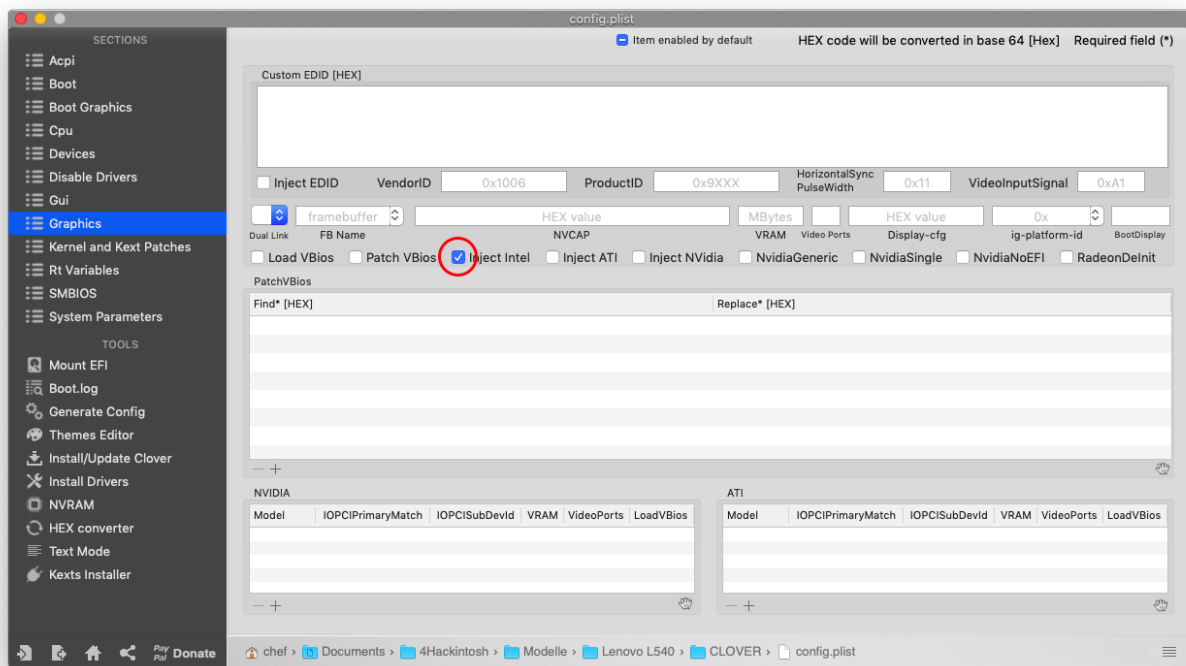 config.plist
SECTIONS
Acpi
Boot
Boot Graphics
Cpu
Devices
Disable Drivers
Gui
Graphics
Kernel and Kext Patches
Rt Variables
SMBIOS
System Parameters
TOOLS
Mount EFI
Boot.log
Generate Config
Themes Editor
Install/Update Clover
Install Drivers
NVRAM
HEX converter
Text Mode
Kexts Installer
Pay Pal Donate
Item enabled by default HEX code will be converted in base 64 [Hex] Required field (*)
Custom EDID [HEX]
Inject EDID VendorID 0x1006 ProductID 0x9XXX HorizontalSync PulseWidth 0x11 VideoInputSignal 0xA1
framebuffer HEX value MBytes HEX value 0x
Dual Link FB Name NVCAP VRAM Video Ports Display-cfg ig-platform-id BootDisplay
Load VBios Patch VBios Inject Intel Inject ATI Inject NVidia NvidiaGeneric NvidiaSingle NvidiaNoEFI RadeonDeInit
PatchVBios
Find* [HEX] Replace* [HEX]
NVIDIA
Model IOPCIPrimaryMatch IOPCISubDevId VRAM VideoPorts LoadVBios
ATI
Model IOPCIPrimaryMatch IOPCISubDevId VRAM VideoPorts LoadVBios
chef › Documents › 4Hackintosh › Modelle › Lenovo L540 › CLOVER › config.plist